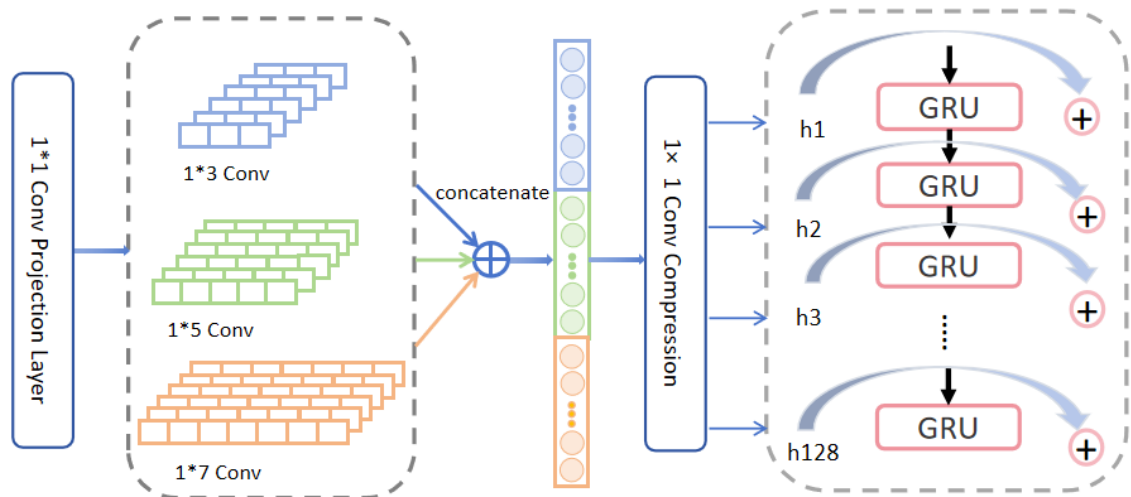 1*1 Conv Projection Layer
1*3 Conv
1*5 Conv
1*7 Conv
concatenate
1× 1 Conv Compression
GRU
h1
+
GRU
h2
+
GRU
h3
+
GRU
h128
+